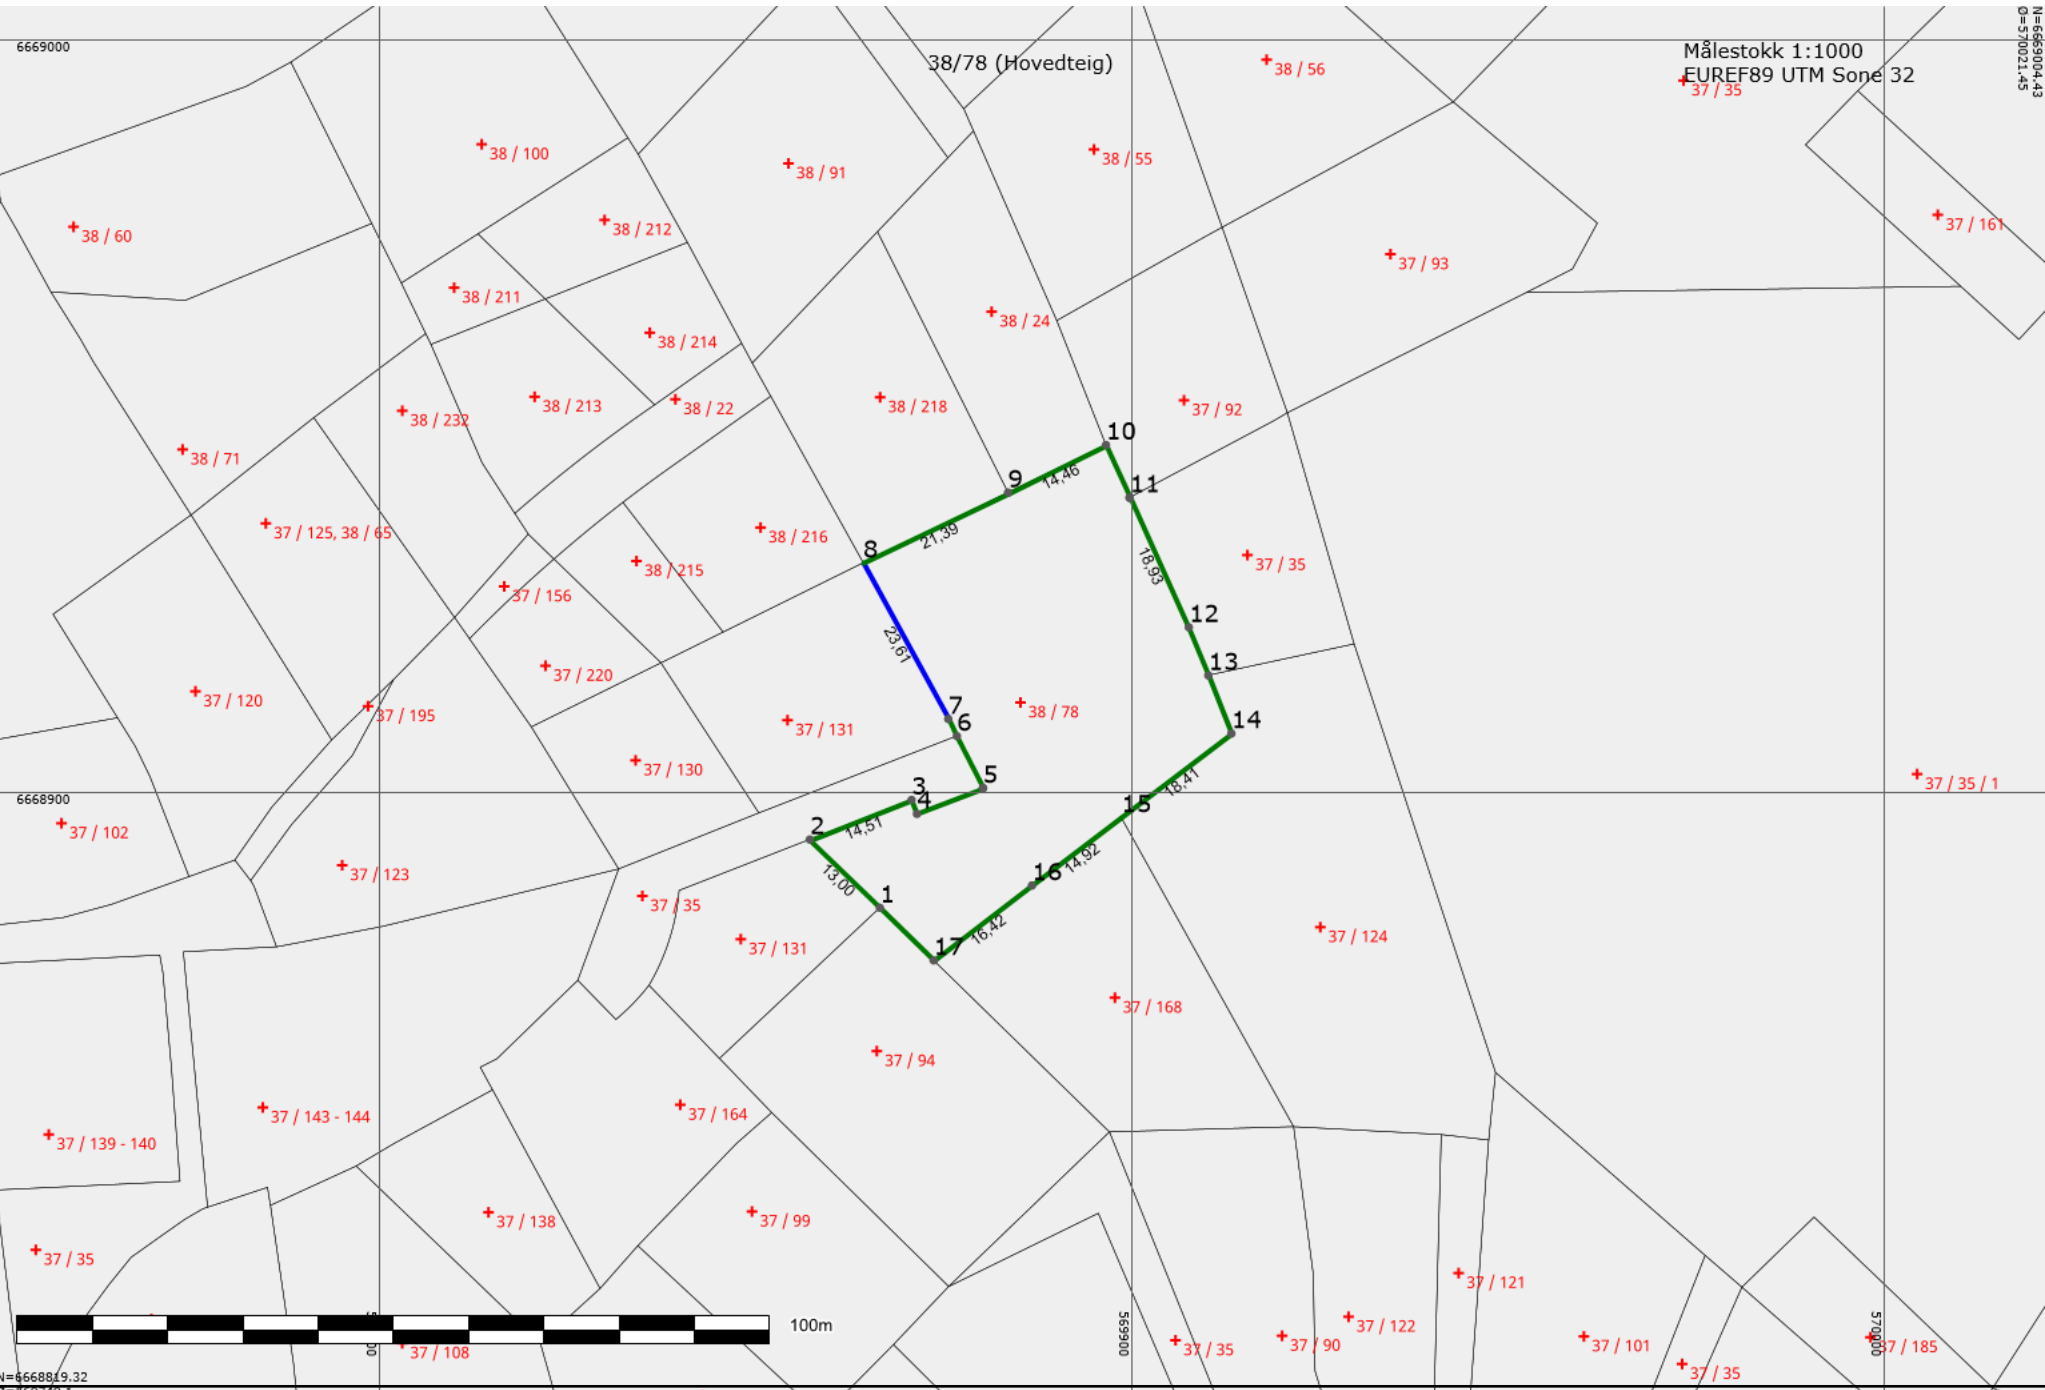 6669000
38/78 (Hovedteig)
Målestokk 1:1000
EUREF89 UTM Sone 32
N=6669004.43
Ø=570021.45
38 / 56
37 / 35
38 / 100
38 / 91
38 / 55
38 / 60
38 / 212
37 / 161
37 / 93
38 / 211
38 / 24
38 / 214
38 / 213
38 / 22
38 / 218
37 / 92
38 / 232
10
38 / 71
9
14,46
11
37 / 125, 38 / 65
38 / 216
21,39
8
38 / 215
18,93
37 / 35
37 / 156
12
23,61
13
37 / 220
37 / 120
37 / 195
7
38 / 78
14
37 / 131
6
37 / 130
5
18,41
37 / 35 / 1
6668900
3
4
15
37 / 102
2
14,51
14,92
37 / 123
13,00
16
1
37 / 35
16,42
37 / 124
37 / 131
17
37 / 168
37 / 94
37 / 164
37 / 143 - 144
37 / 139 - 140
37 / 138
37 / 99
37 / 35
37 / 121
100m
37 / 122
569900
570000
37 / 108
37 / 35
37 / 90
37 / 101
37 / 185
37 / 35
N=6668819.32